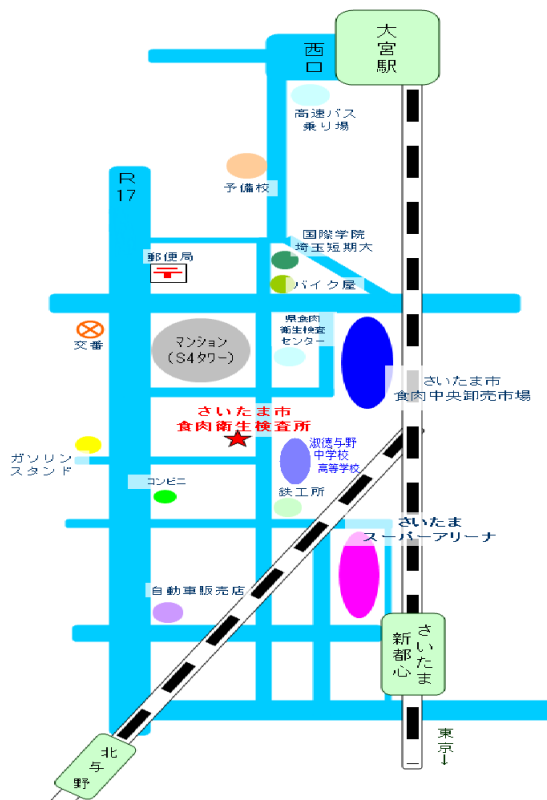 大宮駅
西口
高速バス
乗り場
予備校
R
17
国際学院
埼玉短期大
郵便局
バイク屋
県食肉
衛生検査
センター
交番
マンション
(S4タワー)
さいたま市
食肉中央卸売市場
さいたま市
食肉衛生検査所
淑徳与野
中学校
高等学校
ガソリン
スタンド
コンビニ
鉄工所
さいたま
スーパーアリーナ
自動車販売店
さいたま
新都心
東京↓
北与野